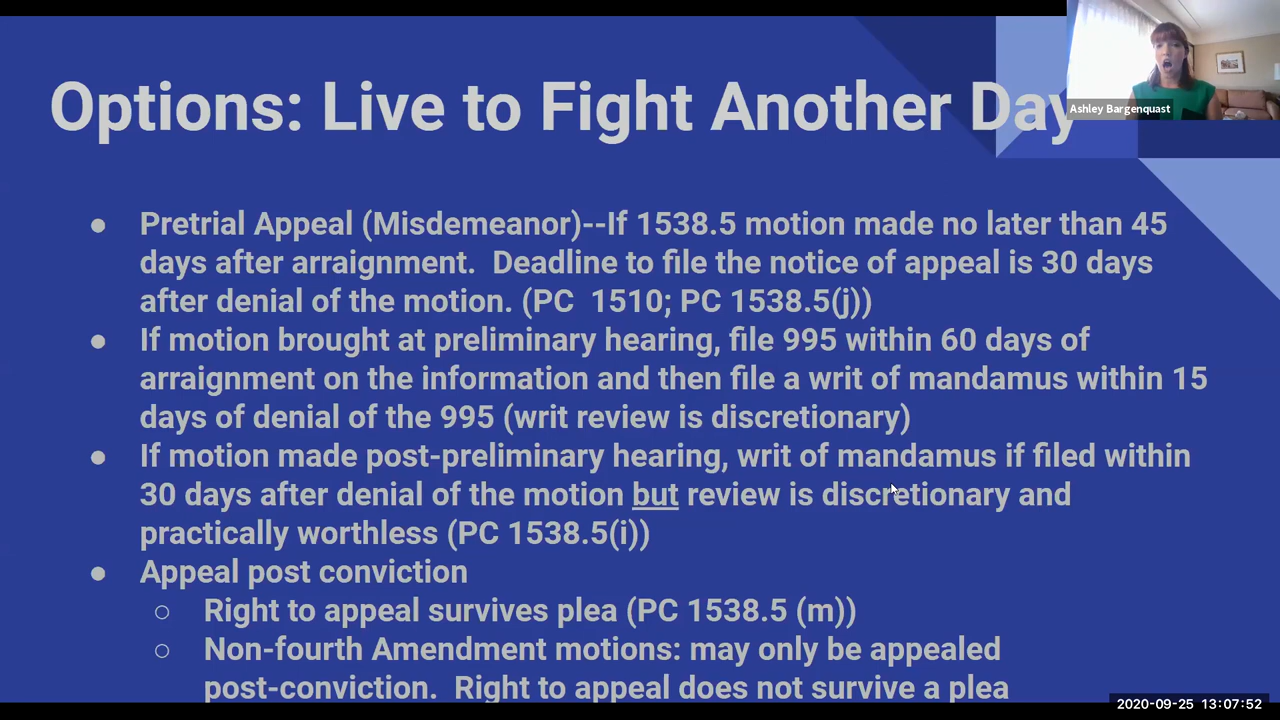 Options: Live to Fight Another Day
Ashley Bargenquast
● Pretrial Appeal (Misdemeanor)--If 1538.5 motion made no later than 45
days after arraignment.  Deadline to file the notice of appeal is 30 days
after denial of the motion. (PC  1510; PC 1538.5(j))
● If motion brought at preliminary hearing, file 995 within 60 days of
arraignment on the information and then file a writ of mandamus within 15
days of denial of the 995 (writ review is discretionary)
● If motion made post-preliminary hearing, writ of mandamus if filed within
30 days after denial of the motion but review is discretionary and
practically worthless (PC 1538.5(i))
● Appeal post conviction
○ Right to appeal survives plea (PC 1538.5 (m))
○ Non-fourth Amendment motions: may only be appealed
post-conviction.  Right to appeal does not survive a plea
2020-09-25 13:07:52